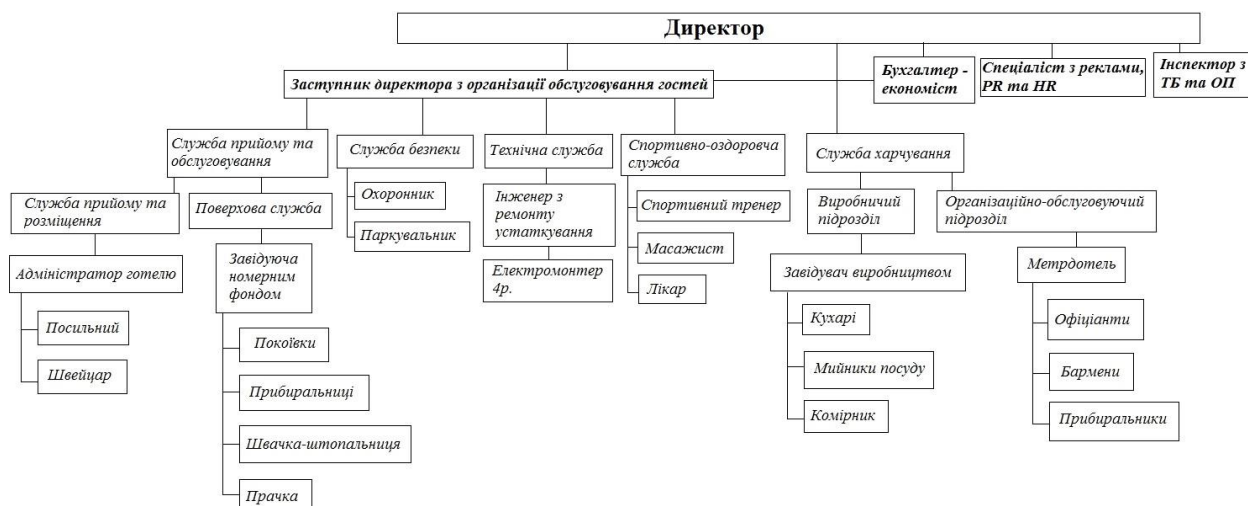 Директор
Заступник директора з організації обслуговування гостей
Бухгалтер -
економіст
Спеціаліст з реклами,
PR та HR
Інспектор з
ТБ та ОП
Служба прийому та
обслуговування
Служба безпеки
Технічна служба
Спортивно-оздоровча
служба
Служба харчування
Служба прийому та
розміщення
Поверхова служба
Охоронник
Паркувальник
Інженер з
ремонту
устаткування
Спортивний тренер
Виробничий
підрозділ
Організаційно-обслуговуючий
підрозділ
Адміністратор готелю
Завідуюча
номерним
фондом
Електромонтер
4р.
Масажист
Лікар
Завідувач виробництвом
Метрдотель
Посильний
Швейцар
Покоївки
Прибиральниці
Швачка-штопальниця
Прачка
Кухарі
Мийники посуду
Комірник
Офіціанти
Бармени
Прибиральники